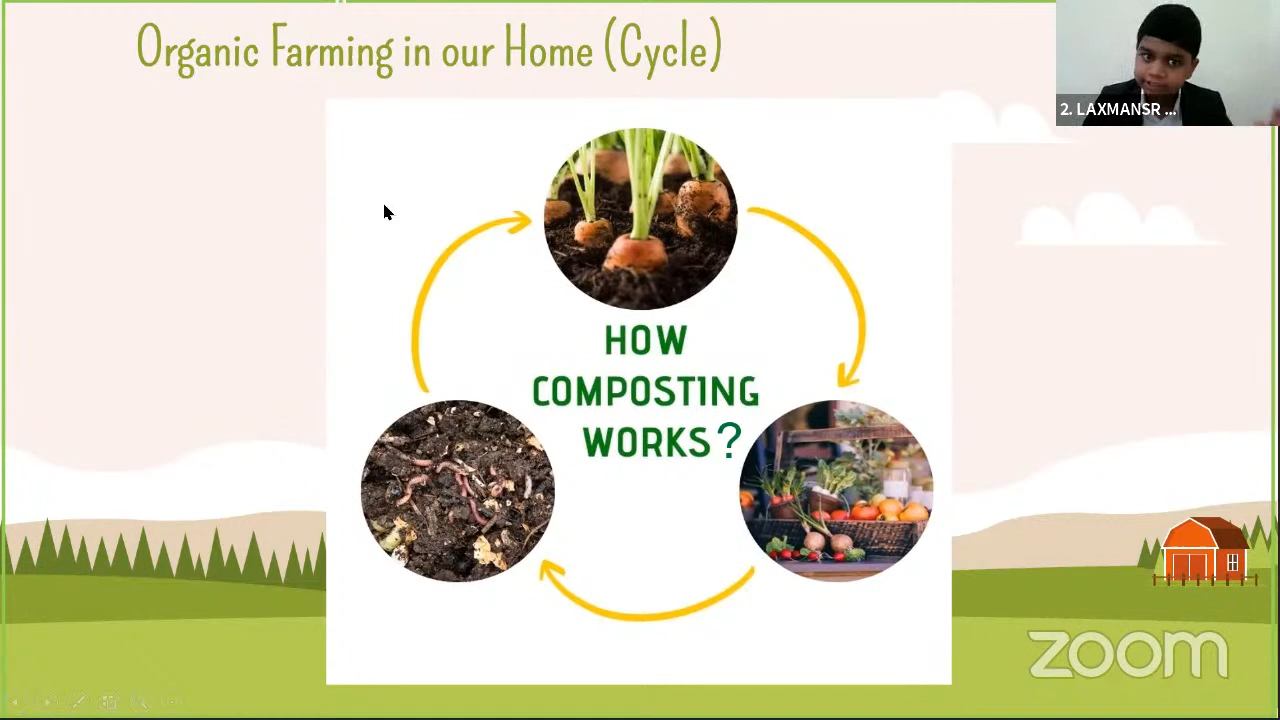 Organic Farming in our Home (Cycle)
2. LAXMANSR ...
HOW
COMPOSTING
WORKS?
zoom